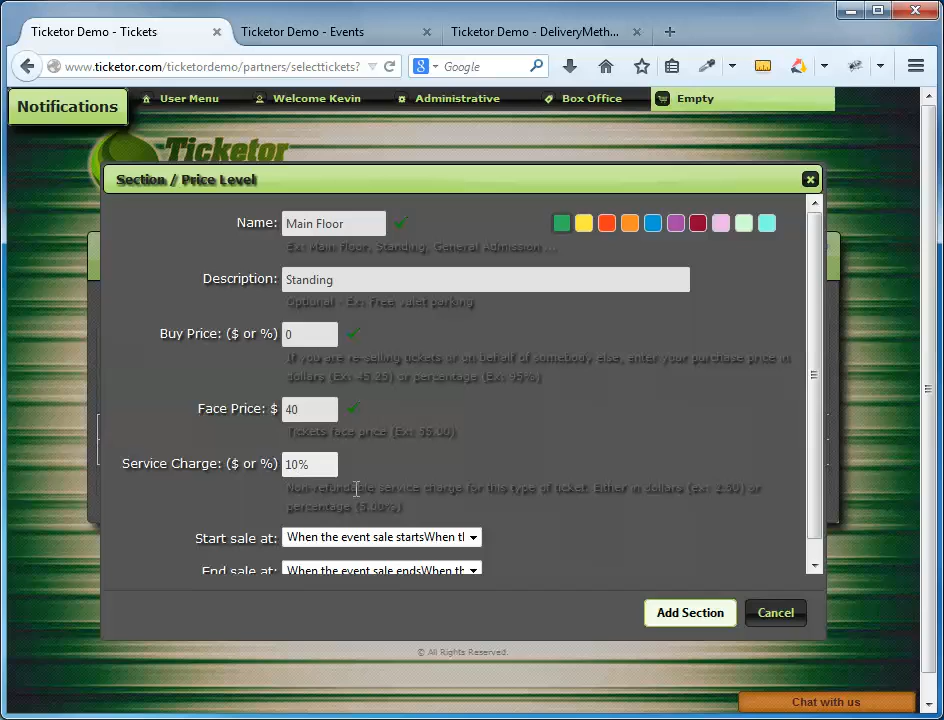 Ticketor Demo - Tickets
Ticketor Demo - Events
Ticketor Demo - DeliveryMeth...
www.ticketor.com/ticketordemo/partners/selecttickets?
Google
Notifications
User Menu
Welcome Kevin
Administrative
Box Office
Empty
Ticketor
Section / Price Level
Name: Main Floor
Ex: Main Floor, Standing, General Admission ...
Description: Standing
Optional - Ex: Free valet parking
Buy Price: ($ or %) 0
If you are re-selling tickets or on behalf of somebody else, enter your purchase price in
dollars (Ex: 45.25) or percentage (Ex: 95%)
Face Price: $ 40
Tickets face price (Ex: 55.00)
Service Charge: ($ or %) 10%
Non-refundable service charge for this type of ticket. Either in dollars (ex: 2.50) or
percentage (5.00%)
Start sale at: When the event sale startsWhen tl
End sale at: When the event sale endsWhen the
Add Section
Cancel
© All Rights Reserved.
Chat with us